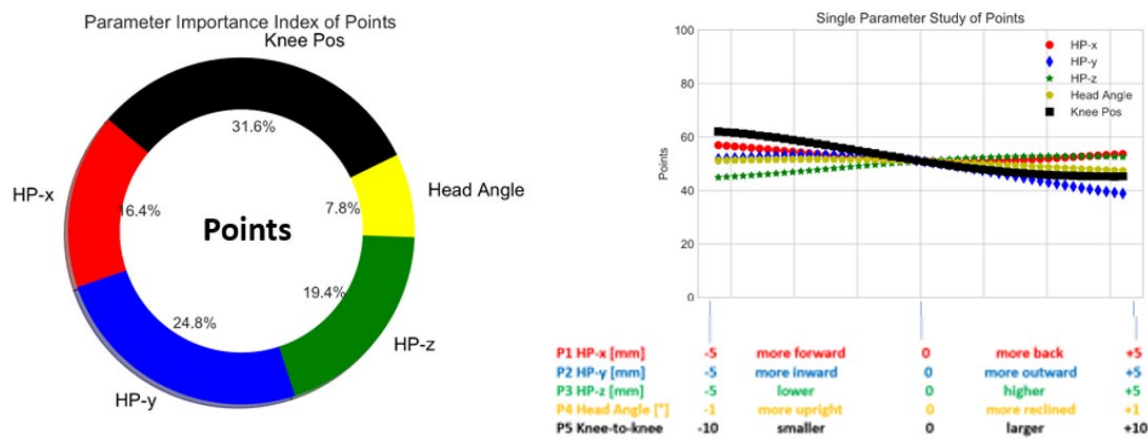 Parameter Importance Index of Points
Knee Pos
31.6%
HP-x
16.4%
Head Angle
7.8%
Points
19.4%
24.8%
HP-z
HP-y
Single Parameter Study of Points
100
80
60
40
20
0
Points
HP-x
HP-y
HP-z
Head Angle
Knee Pos
P1 HP-x [mm] -5 more forward 0 more back +5
P2 HP-y [mm] -5 more inward 0 more outward +5
P3 HP-z [mm] -5 lower 0 higher +5
P4 Head Angle [°] -1 more upright 0 more reclined +1
P5 Knee-to-knee -10 smaller 0 larger +10